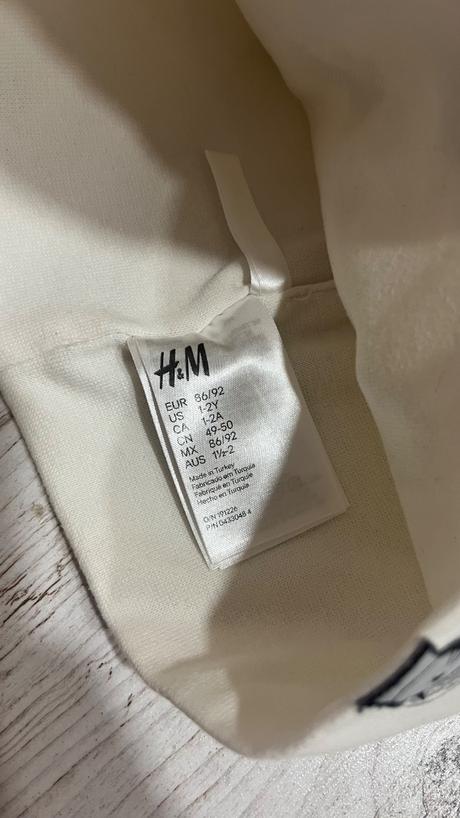 H&M
EUR 86/92
US 1-2Y
CA 1-2A
CN 49-50
MX 86/92
AUS 1½-2
Made in Turkey
Fabricado em Turquia
Fabriqué en Turquie
Hecho en Turquía
O/N 191226
P/N 0433048 4